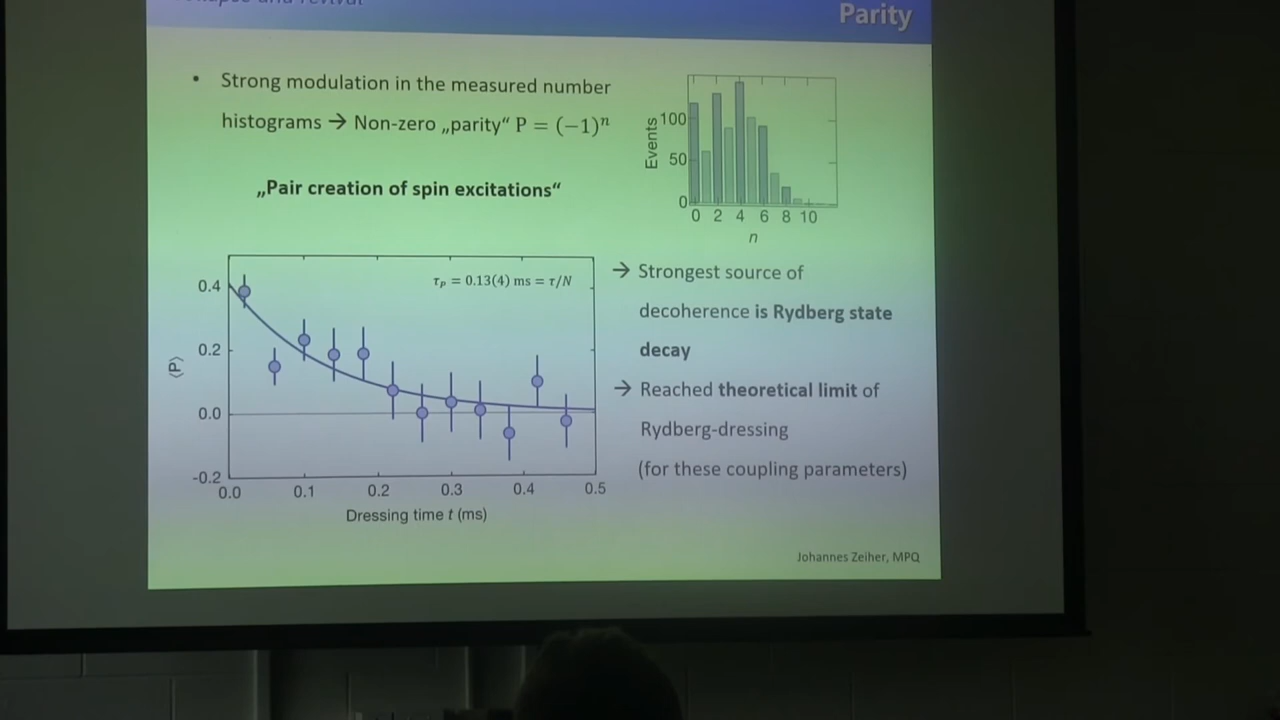 and revival
Parity
• Strong modulation in the measured number
histograms → Non-zero „parity“ P = (−1)ⁿ
„Pair creation of spin excitations“
Events
100
50
0
0 2 4 6 8 10
n
τ_P = 0.13(4) ms = τ/N
⟨P⟩
0.4
0.2
0.0
-0.2
0.0 0.1 0.2 0.3 0.4 0.5
Dressing time t (ms)
→ Strongest source of
decoherence is Rydberg state
decay
→ Reached theoretical limit of
Rydberg-dressing
(for these coupling parameters)
Johannes Zeiher, MPQ